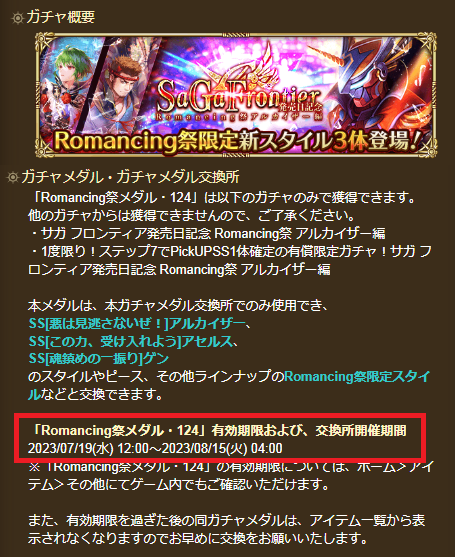 ガチャ概要
SaGa Frontier
発売日記念
Romancing祭アルカイザー編
Romancing祭限定新スタイル3体登場!
ガチャメダル・ガチャメダル交換所
「Romancing祭メダル・124」は以下のガチャのみで獲得できます。
他のガチャからは獲得できませんので、ご了承ください。
・サガ フロンティア発売日記念 Romancing祭 アルカイザー編
・1度限り！ステップ7でPickUPSS1体確定の有償限定ガチャ！サガ フ
ロンティア発売日記念 Romancing祭 アルカイザー編
本メダルは、本ガチャメダル交換所でのみ使用でき、
SS[悪は見逃さないぜ！]アルカイザー、
SS[この力、受け入れよう]アセルス、
SS[魂鎮めの一振り]ゲン
のスタイルやピース、その他ラインナップのRomancing祭限定スタイ
ルなどと交換できます。
「Romancing祭メダル・124」有効期限および、交換所開催期間
2023/07/19(水) 12:00～2023/08/15(火) 04:00
※「Romancing祭メダル・124」の有効期限については、ホーム＞アイ
テム＞その他にてゲーム内でもご確認いただけます。
また、有効期限を過ぎた後の同ガチャメダルは、アイテム一覧から表
示されなくなりますのでお早めに交換をお願いいたします。